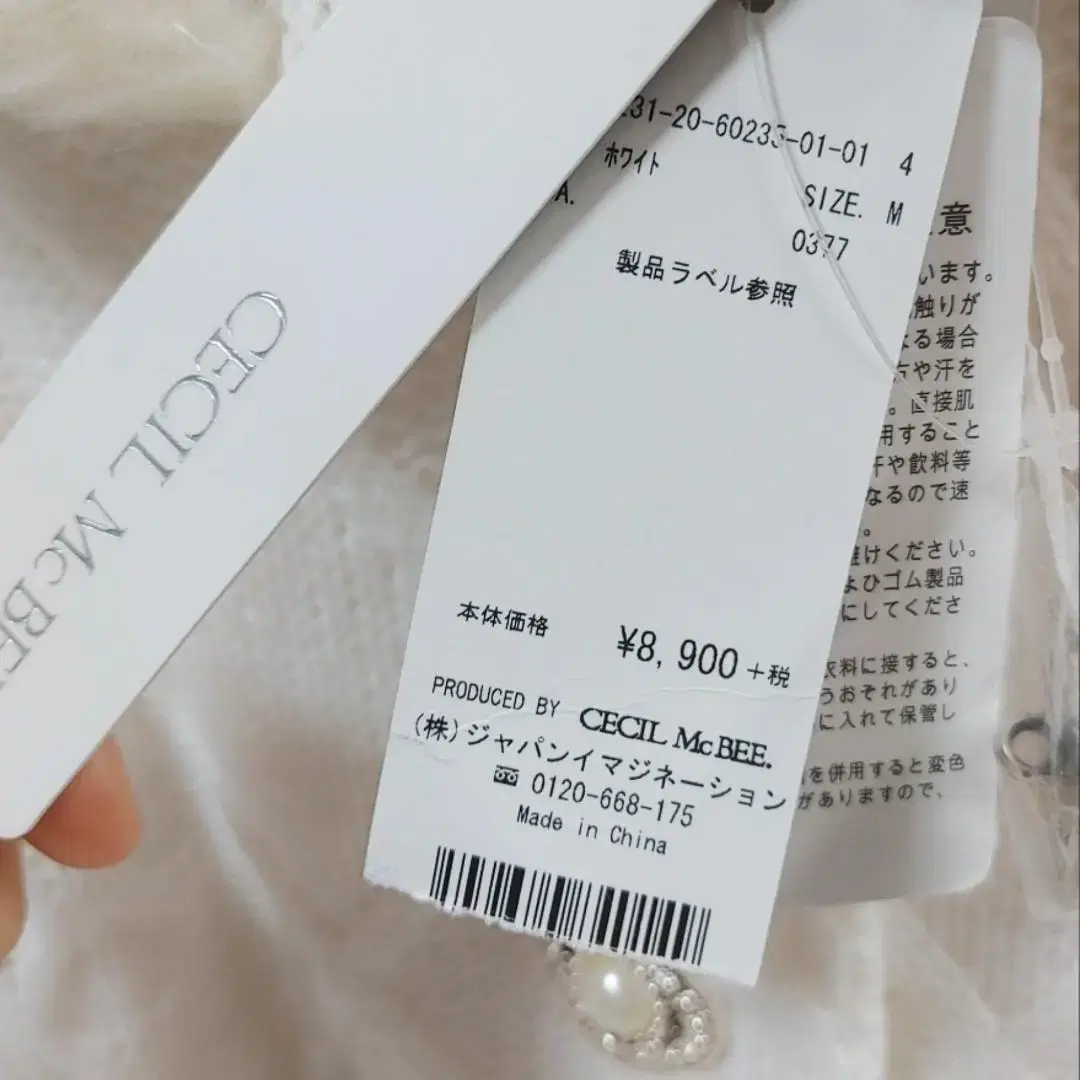 CECIL McBEE
31-20-60235-01-01 4
ホワイト
SIZE. M
A.
0377
製品ラベル参照
本体価格 ¥8,900+税
PRODUCED BY CECIL McBEE.
(株)ジャパンイマジネーション
0120-668-175
Made in China
意
います。
触りが
る場合
や汗を
。直接肌
用すること
汗や飲料等
なるので速
。
避けください。
よびゴム製品
にしてくださ
衣料に接すると、
うおそれがあり
に入れて保管し
を併用すると変色
がありますので、